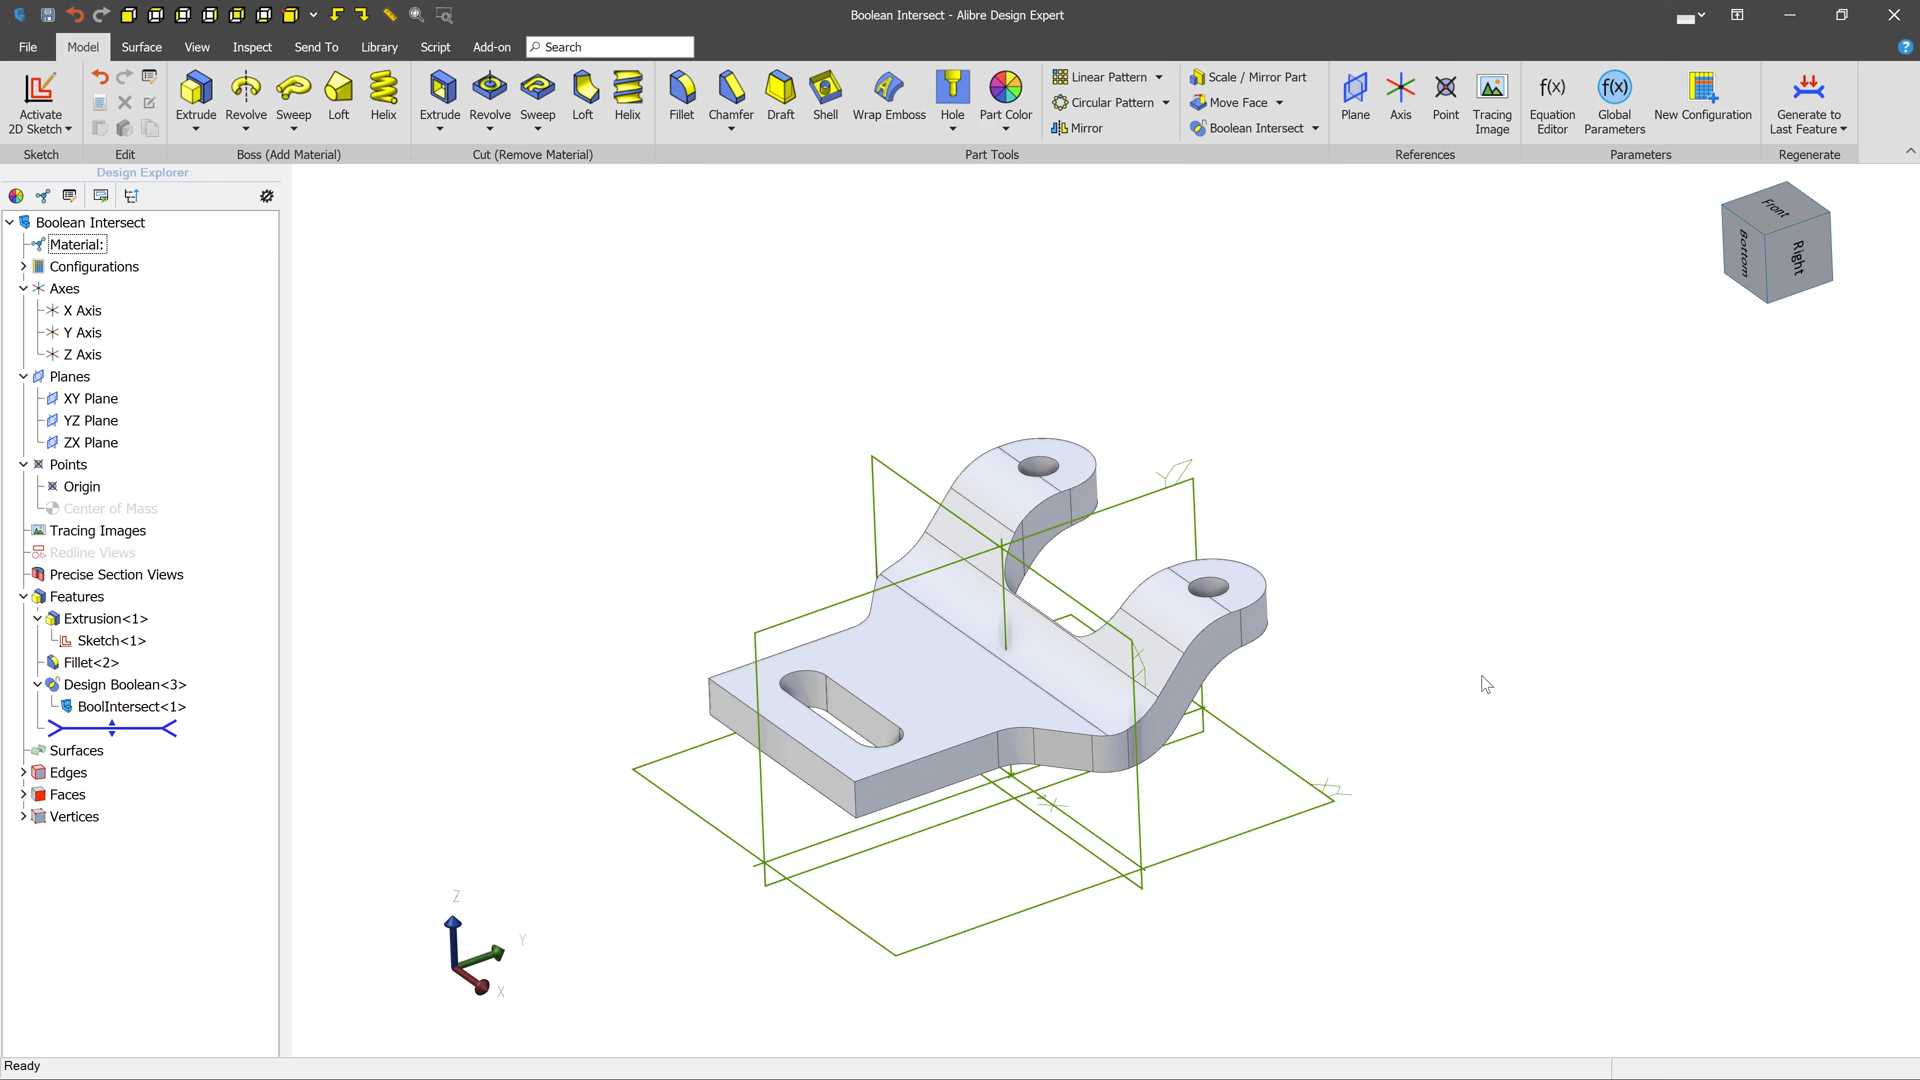 Boolean Intersect - Alibre Design Expert
File
Model
Surface
View
Inspect
Send To
Library
Script
Add-on
Search
Activate
2D Sketch
Sketch
Edit
Extrude
Revolve
Sweep
Loft
Helix
Boss (Add Material)
Extrude
Revolve
Sweep
Loft
Helix
Cut (Remove Material)
Fillet
Chamfer
Draft
Shell
Wrap Emboss
Hole
Part Color
Linear Pattern
Circular Pattern
Mirror
Scale / Mirror Part
Move Face
Boolean Intersect
Part Tools
Plane
Axis
Point
Tracing
Image
References
f(x)
Equation
Editor
f(x)
Global
Parameters
New Configuration
Parameters
Generate to
Last Feature
Regenerate
Design Explorer
Boolean Intersect
Material:
Configurations
Axes
X Axis
Y Axis
Z Axis
Planes
XY Plane
YZ Plane
ZX Plane
Points
Origin
Center of Mass
Tracing Images
Redline Views
Precise Section Views
Features
Extrusion<1>
Sketch<1>
Fillet<2>
Design Boolean<3>
BoolIntersect<1>
Surfaces
Edges
Faces
Vertices
Front
Bottom
Right
Z
Y
X
Ready